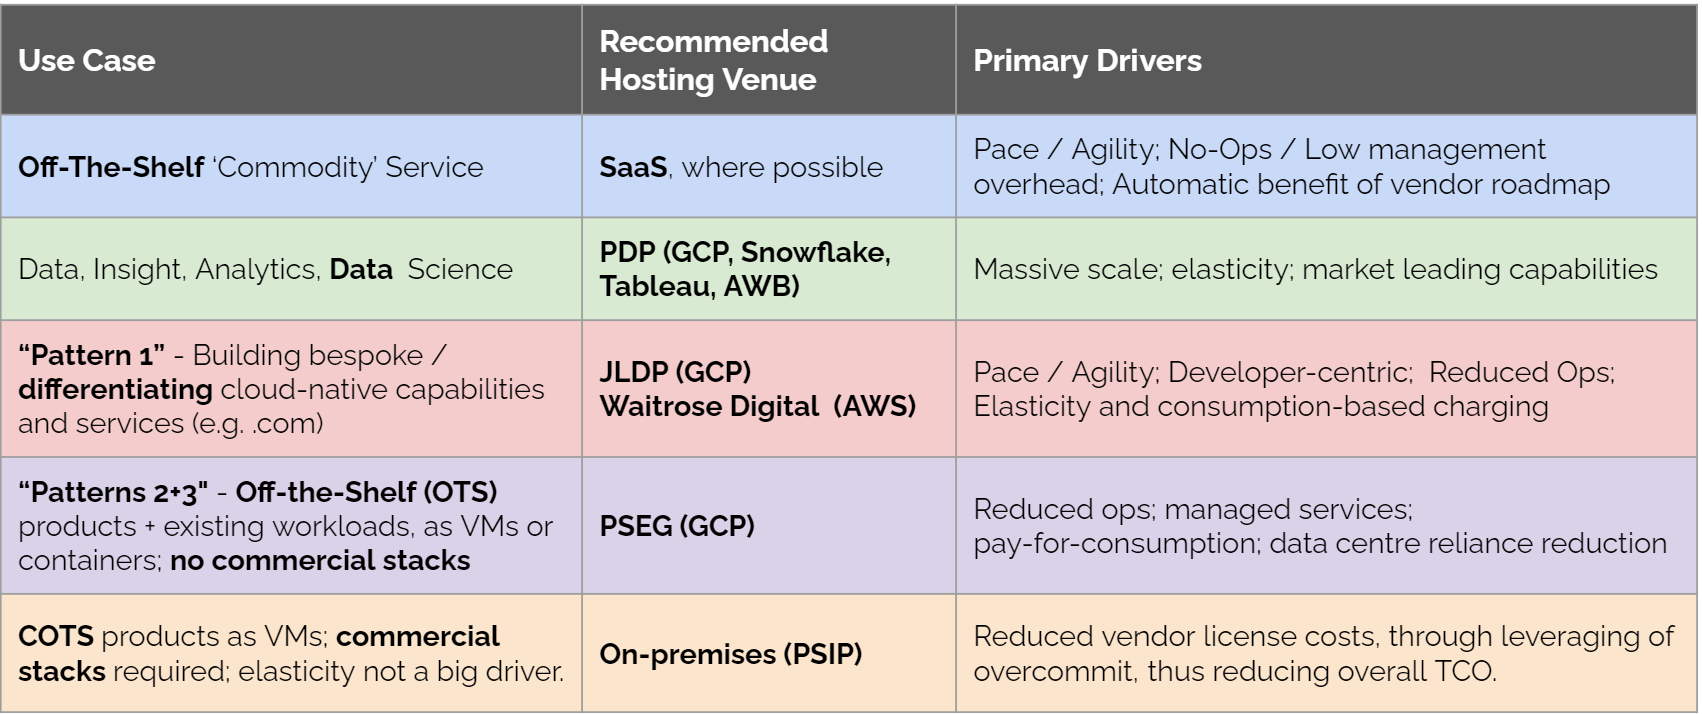 Use Case
Recommended
Hosting Venue
Primary Drivers
Off-The-Shelf ‘Commodity’ Service
SaaS, where possible
Pace / Agility; No-Ops / Low management
overhead; Automatic benefit of vendor roadmap
Data, Insight, Analytics, Data  Science
PDP (GCP, Snowflake,
Tableau, AWB)
Massive scale; elasticity; market leading capabilities
“Pattern 1” - Building bespoke /
differentiating cloud-native capabilities
and services (e.g. .com)
JLDP (GCP)
Waitrose Digital  (AWS)
Pace / Agility; Developer-centric;  Reduced Ops;
Elasticity and consumption-based charging
“Patterns 2+3" - Off-the-Shelf (OTS)
products + existing workloads, as VMs or
containers; no commercial stacks
PSEG (GCP)
Reduced ops; managed services;
pay-for-consumption; data centre reliance reduction
COTS products as VMs; commercial
stacks required; elasticity not a big driver.
On-premises (PSIP)
Reduced vendor license costs, through leveraging of
overcommit, thus reducing overall TCO.